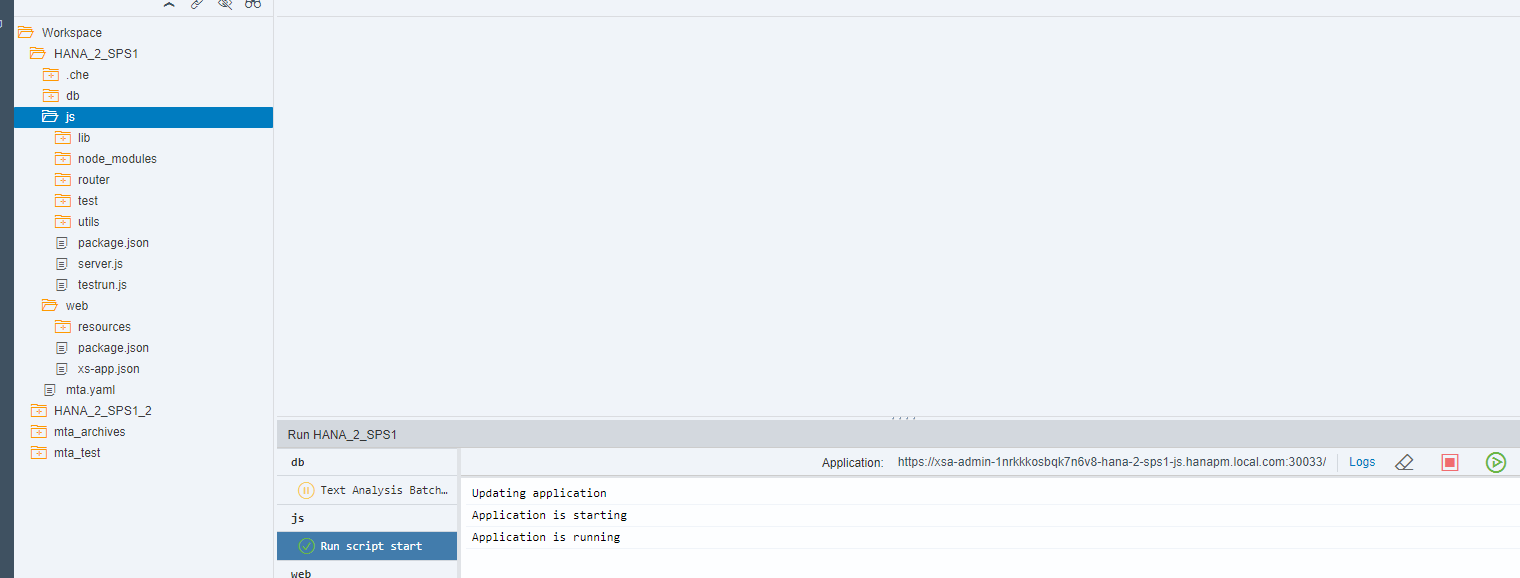 Workspace
HANA_2_SPS1
.che
db
js
lib
node_modules
router
test
utils
package.json
server.js
testrun.js
web
resources
package.json
xs-app.json
mta.yaml
HANA_2_SPS1_2
mta_archives
mta_test
Run HANA_2_SPS1
db
Application: https://xsa-admin-1nrkkkosbqk7n6v8-hana-2-sps1-js.hanapm.local.com:30033/ Logs
Text Analysis Batch…
js
Run script start
web
Updating application
Application is starting
Application is running